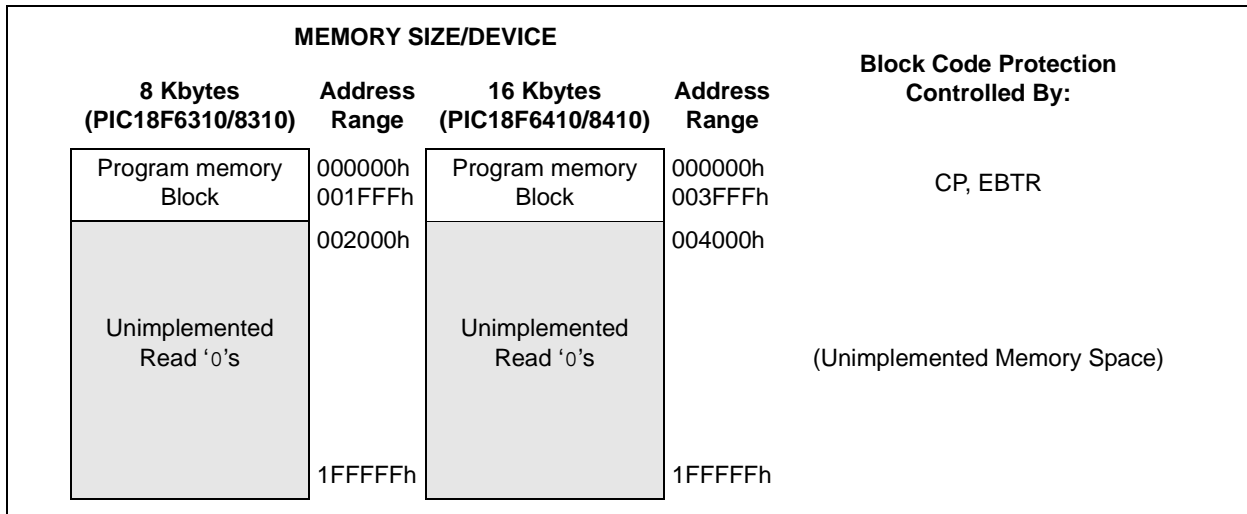 MEMORY SIZE/DEVICE
Block Code Protection
Controlled By:
8 Kbytes
(PIC18F6310/8310)
Address
Range
16 Kbytes
(PIC18F6410/8410)
Address
Range
Program memory
Block
000000h
001FFFh
Program memory
Block
000000h
003FFFh
CP, EBTR
002000h
004000h
Unimplemented
Read ‘0’s
Unimplemented
Read ‘0’s
(Unimplemented Memory Space)
1FFFFFh
1FFFFFh